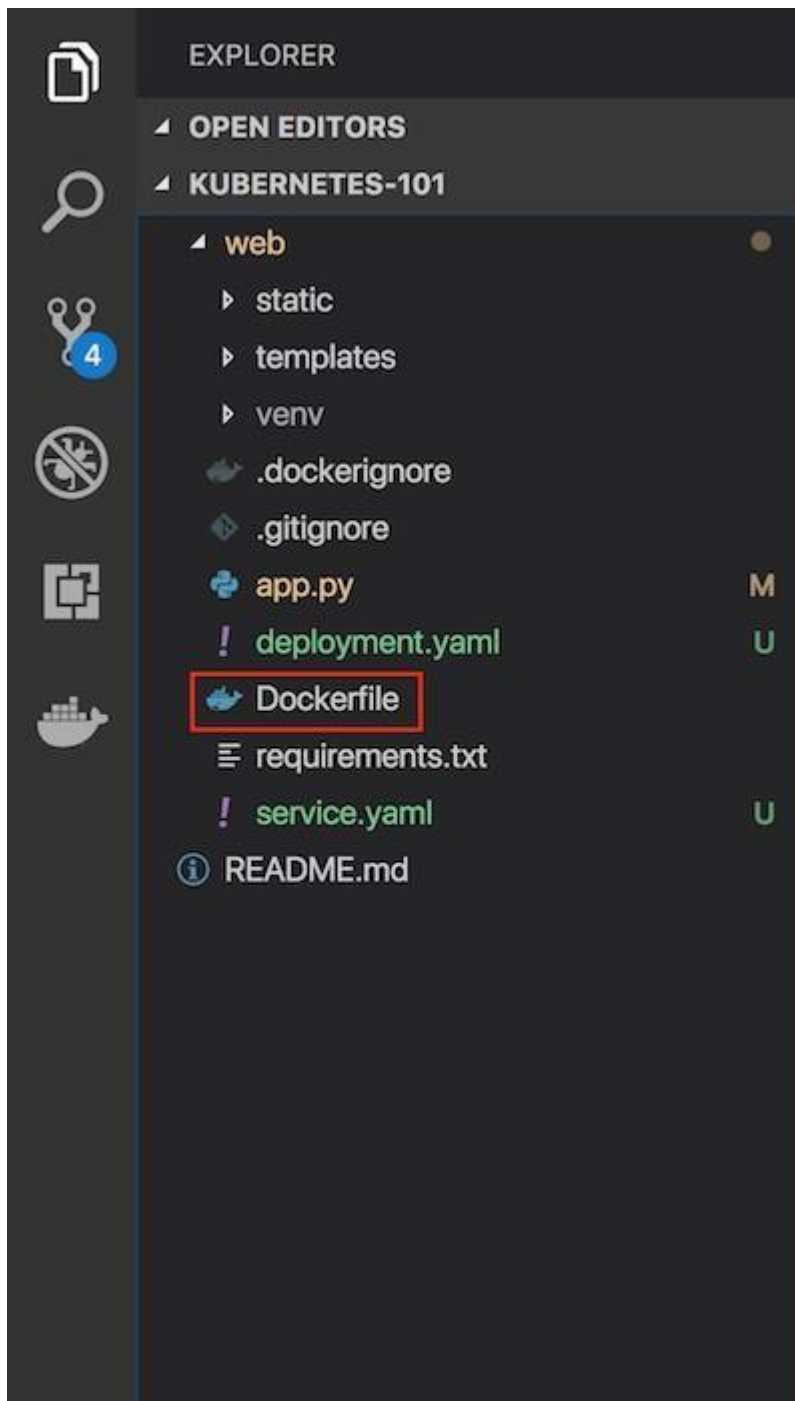 EXPLORER
OPEN EDITORS
KUBERNETES-101
web
static
templates
4
venv
.dockerignore
.gitignore
app.py M
deployment.yaml U
Dockerfile
requirements.txt
service.yaml U
README.md